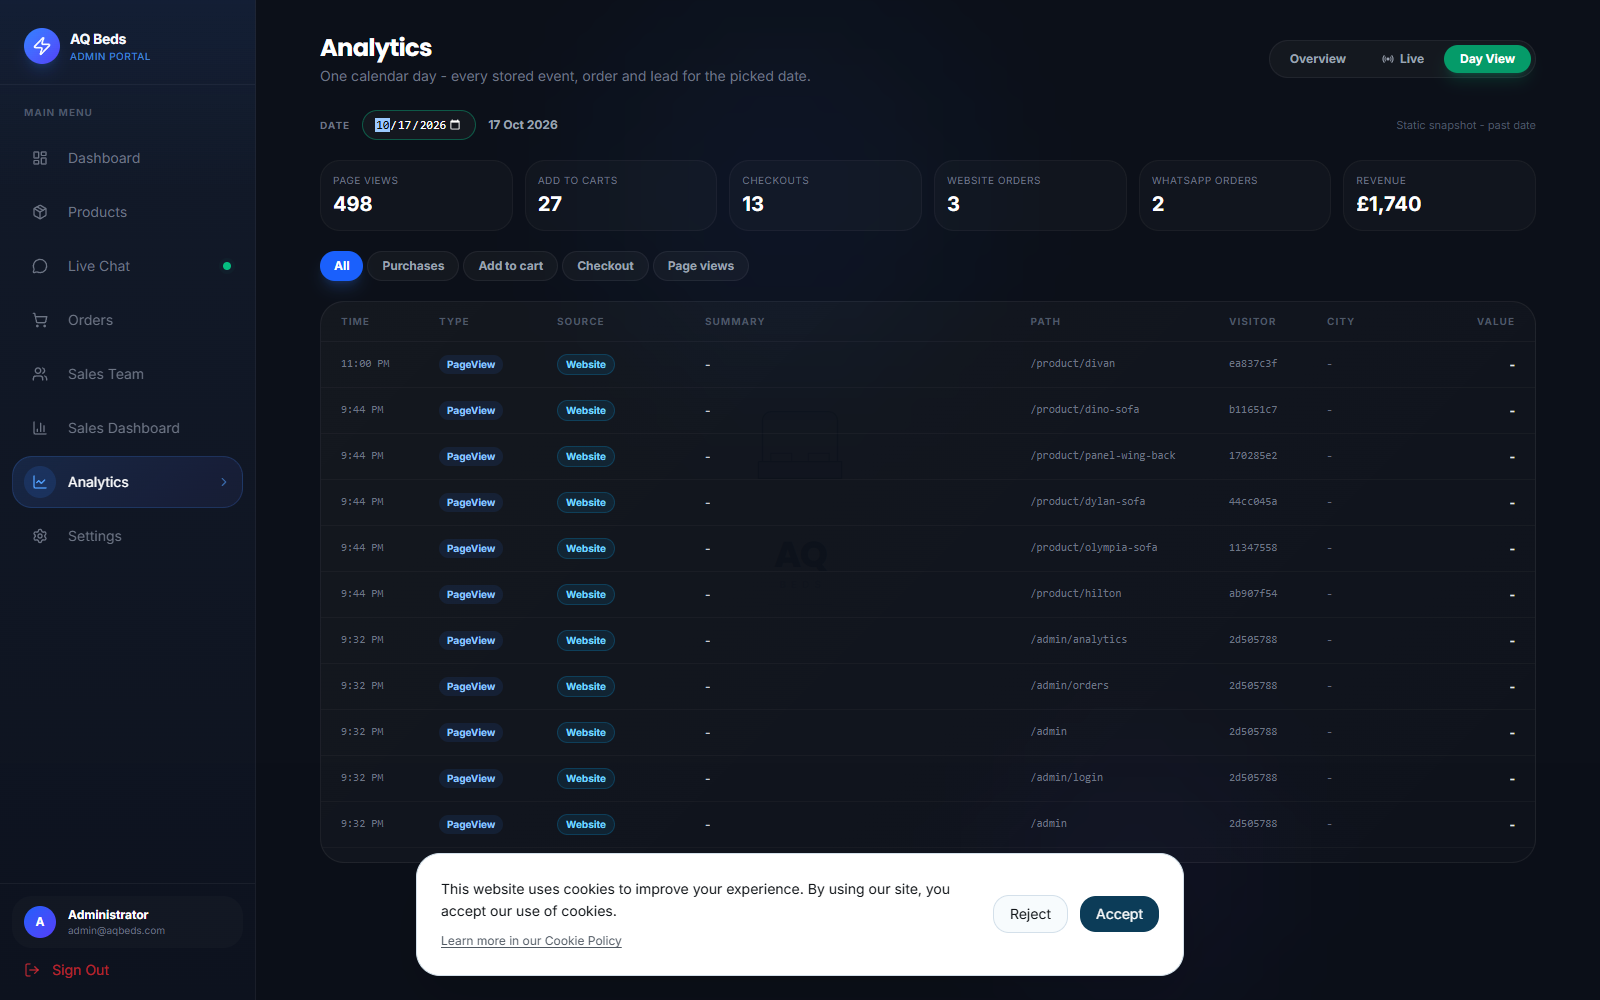 AQ Beds
ADMIN PORTAL
MAIN MENU
Dashboard
Products
Live Chat
Orders
Sales Team
Sales Dashboard
Analytics
Settings
A
Administrator
admin@aqbeds.com
Sign Out
Analytics
One calendar day - every stored event, order and lead for the picked date.
Overview Live Day View
DATE 10/17/2026 17 Oct 2026 Static snapshot - past date
PAGE VIEWS ADD TO CARTS CHECKOUTS WEBSITE ORDERS WHATSAPP ORDERS REVENUE
498 27 13 3 2 £1,740
All Purchases Add to cart Checkout Page views
TIME TYPE SOURCE SUMMARY PATH VISITOR CITY VALUE
11:00 PM PageView Website - /product/divan ea837c3f - -
9:44 PM PageView Website - /product/dino-sofa b11651c7 - -
9:44 PM PageView Website - /product/panel-wing-back 170285e2 - -
9:44 PM PageView Website - /product/dylan-sofa 44cc045a - -
9:44 PM PageView Website - /product/olympia-sofa 11347558 - -
AQ
9:44 PM PageView Website - /product/hilton ab907f54 - -
9:32 PM PageView Website - /admin/analytics 2d505788 - -
9:32 PM PageView Website - /admin/orders 2d505788 - -
9:32 PM PageView Website - /admin 2d505788 - -
9:32 PM PageView Website - /admin/login 2d505788 - -
9:32 PM PageView Website - /admin 2d505788 - -
This website uses cookies to improve your experience. By using our site, you
accept our use of cookies.
Learn more in our Cookie Policy
Reject Accept